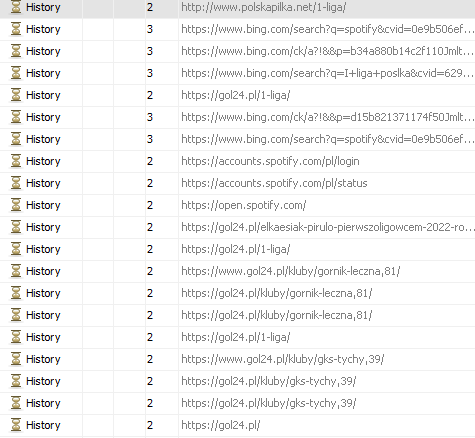 History 2 http://www.polskapilka.net/1-liga/
History 3 https://www.bing.com/search?q=spotify&cvid=0e9b506ef...
History 3 https://www.bing.com/ck/a?!&&p=b34a880b14c2f110Jmlt...
History 3 https://www.bing.com/search?q=I+liga+poslka&cvid=629...
History 2 https://gol24.pl/1-liga/
History 3 https://www.bing.com/ck/a?!&&p=d15b821371174f50Jmlt...
History 3 https://www.bing.com/search?q=spotify&cvid=0e9b506ef...
History 2 https://accounts.spotify.com/pl/login
History 2 https://accounts.spotify.com/pl/status
History 2 https://open.spotify.com/
History 2 https://gol24.pl/elkaesiak-pirulo-pierwszoligowcem-2022-ro...
History 2 https://gol24.pl/1-liga/
History 2 https://www.gol24.pl/kluby/gornik-leczna,81/
History 2 https://gol24.pl/kluby/gornik-leczna,81/
History 2 https://gol24.pl/kluby/gornik-leczna,81/
History 2 https://gol24.pl/1-liga/
History 2 https://www.gol24.pl/kluby/gks-tychy,39/
History 2 https://gol24.pl/kluby/gks-tychy,39/
History 2 https://gol24.pl/kluby/gks-tychy,39/
History 2 https://gol24.pl/